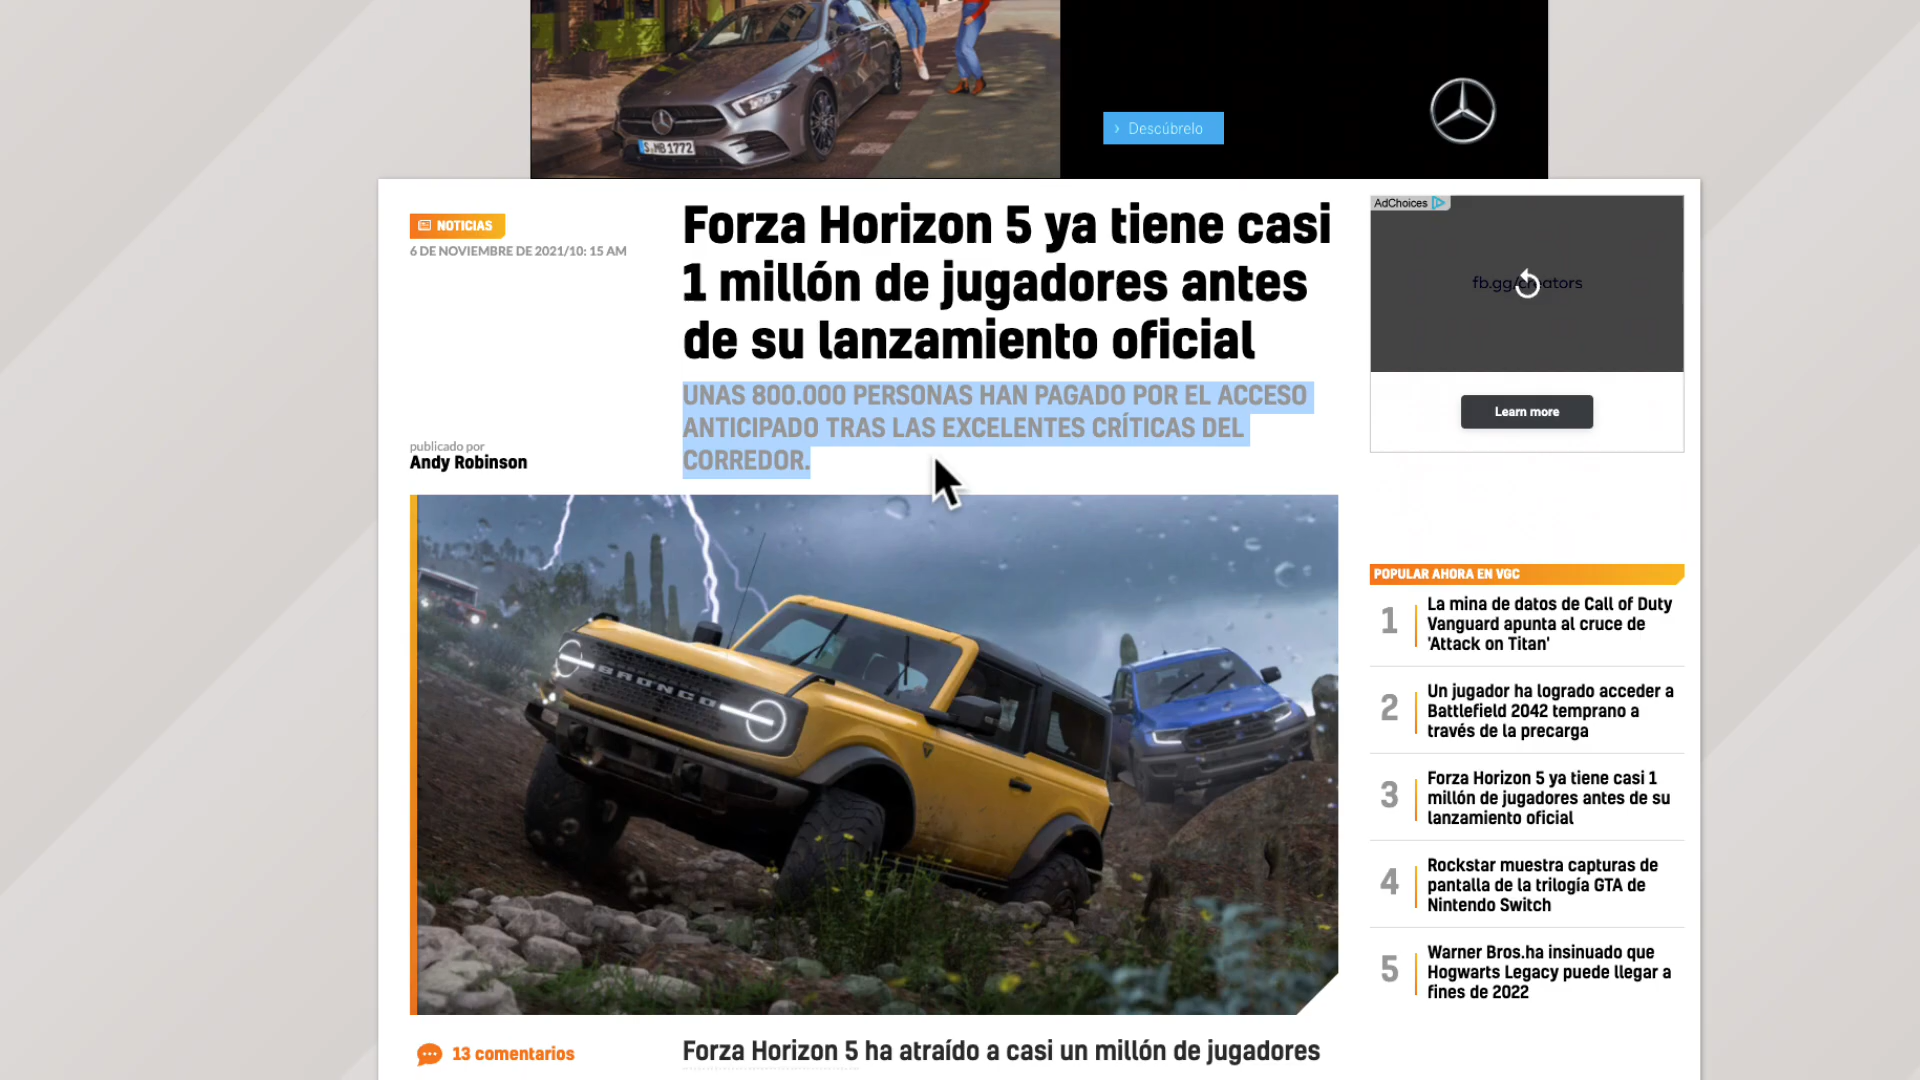 S MB 1772
› Descúbrelo
NOTICIAS
6 DE NOVIEMBRE DE 2021/10: 15 AM
Forza Horizon 5 ya tiene casi
1 millón de jugadores antes
de su lanzamiento oficial
UNAS 800.000 PERSONAS HAN PAGADO POR EL ACCESO
ANTICIPADO TRAS LAS EXCELENTES CRÍTICAS DEL
CORREDOR.
publicado por
Andy Robinson
AdChoices
fb.gg/creators
Learn more
BRONCO
POPULAR AHORA EN VGC
1
La mina de datos de Call of Duty
Vanguard apunta al cruce de
'Attack on Titan'
2
Un jugador ha logrado acceder a
Battlefield 2042 temprano a
través de la precarga
3
Forza Horizon 5 ya tiene casi 1
millón de jugadores antes de su
lanzamiento oficial
4
Rockstar muestra capturas de
pantalla de la trilogía GTA de
Nintendo Switch
5
Warner Bros.ha insinuado que
Hogwarts Legacy puede llegar a
fines de 2022
13 comentarios
Forza Horizon 5 ha atraído a casi un millón de jugadores